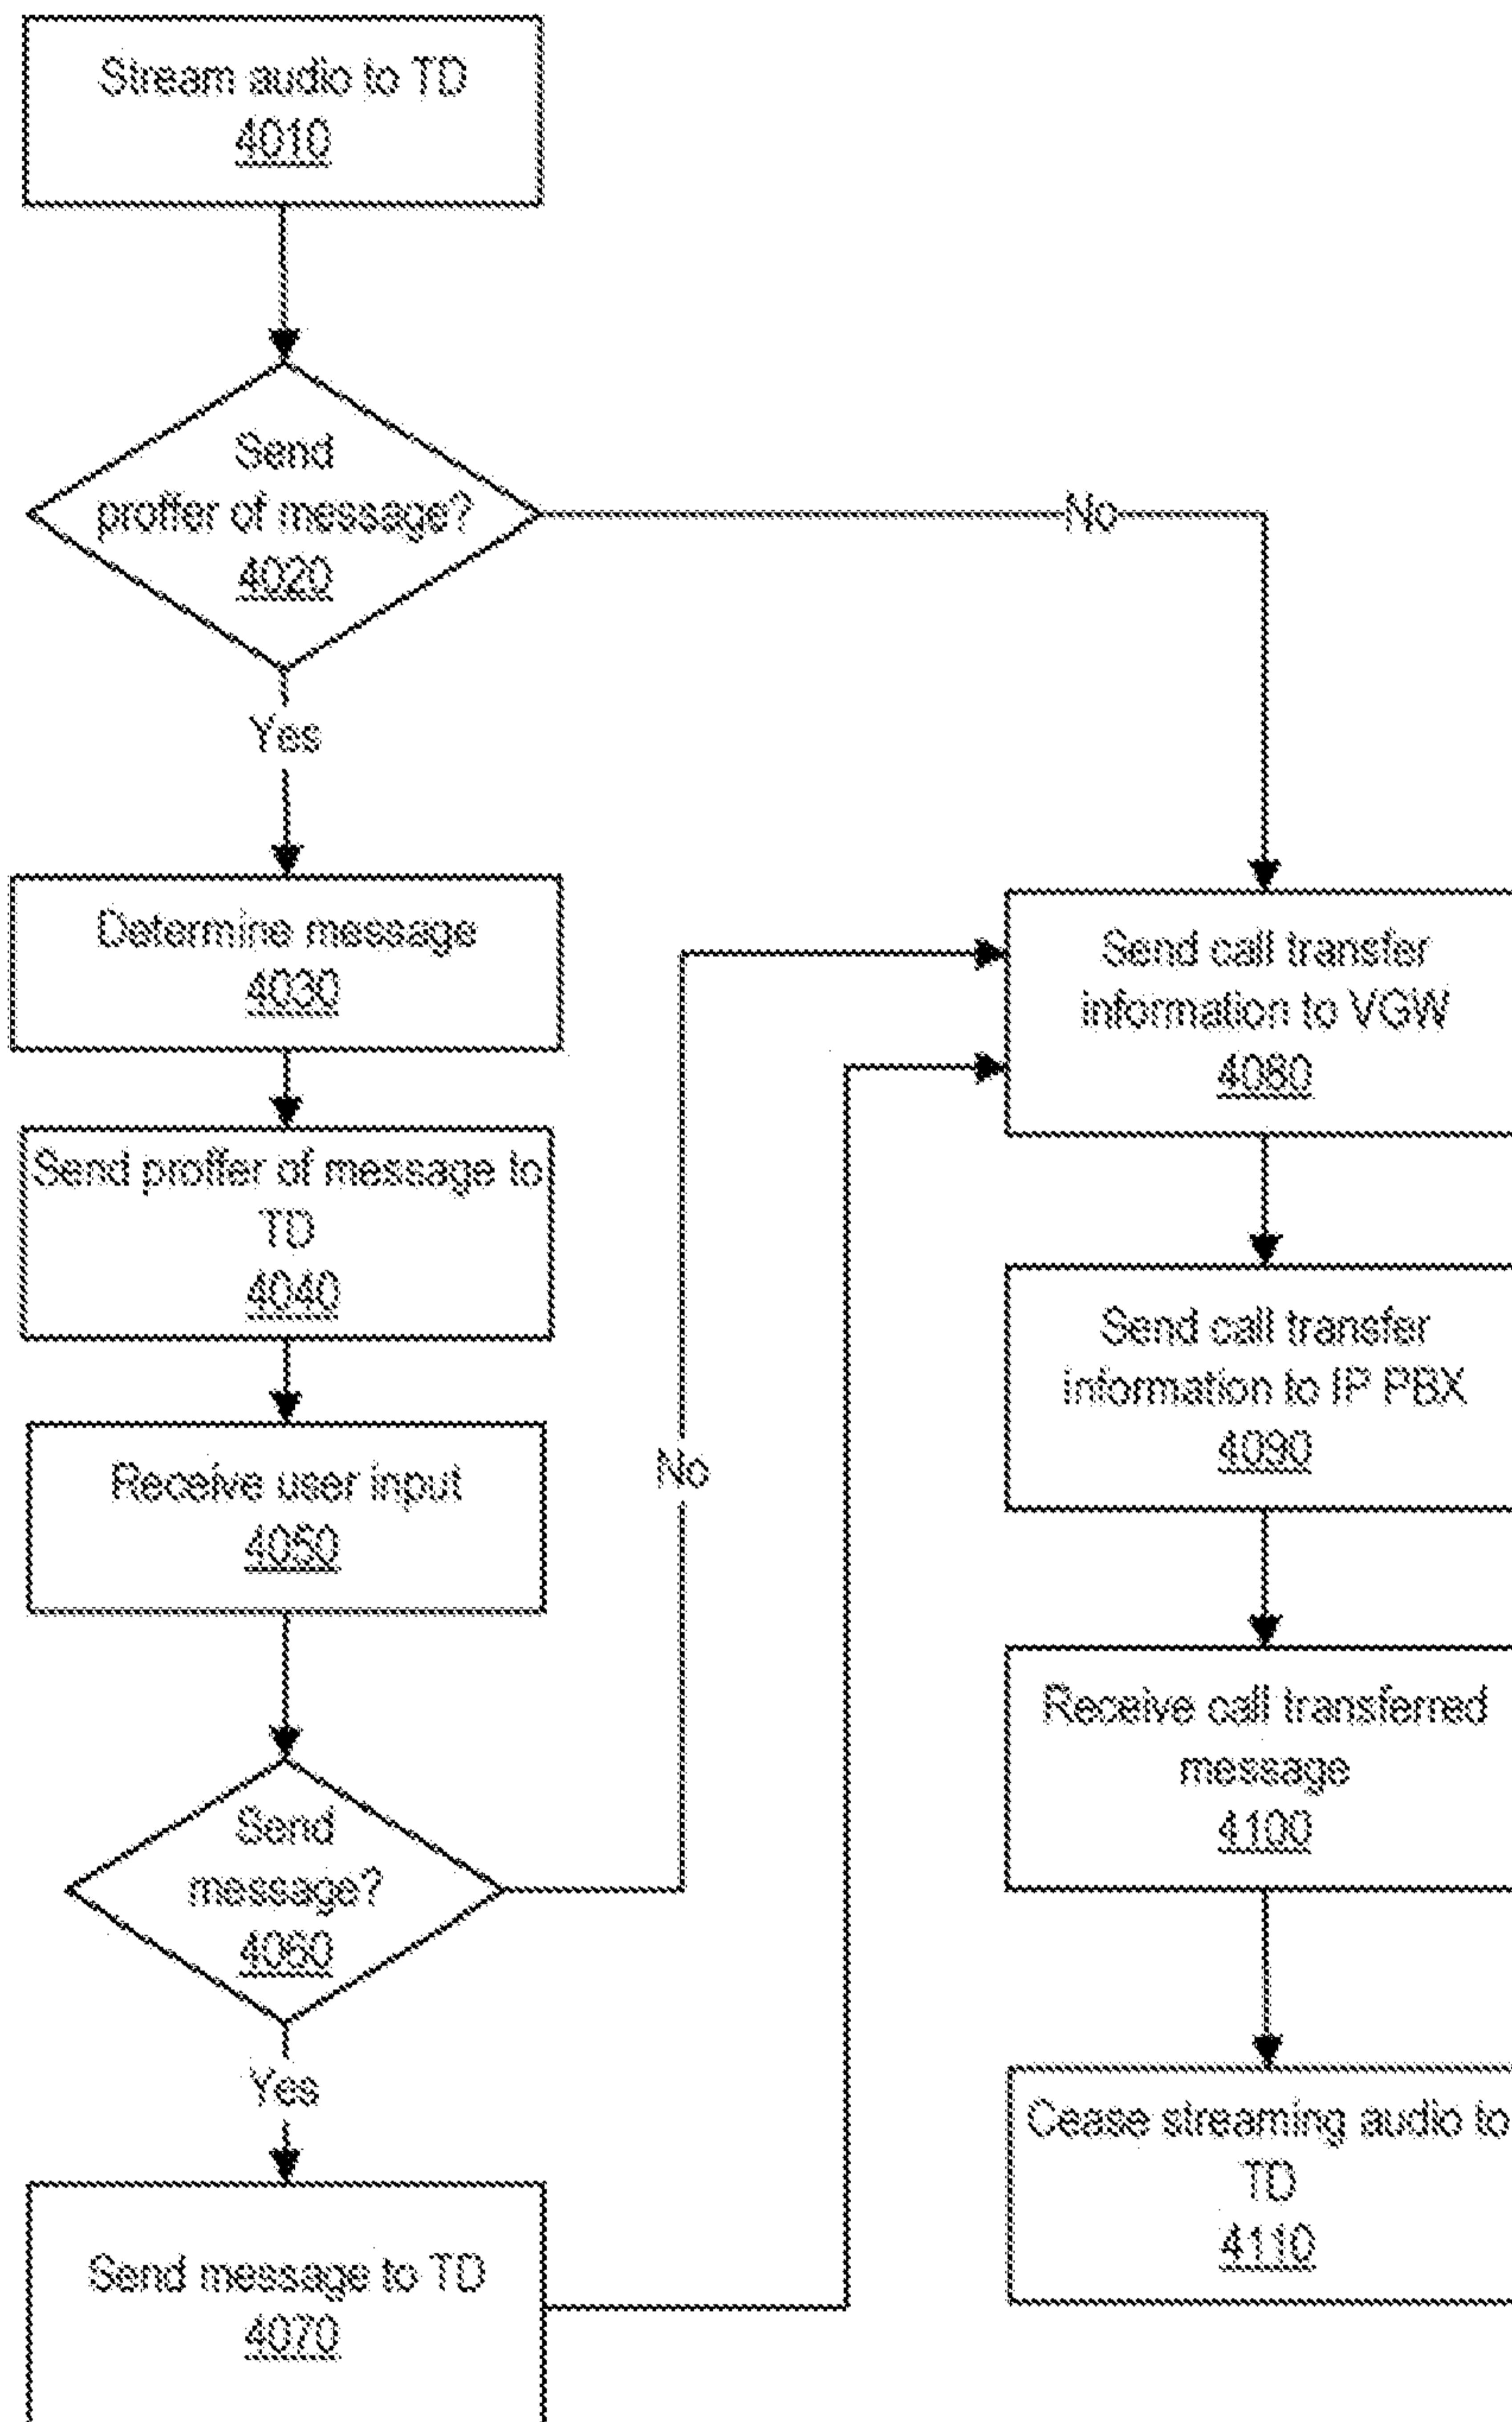 Stream audio to TD
4010
Send
proffer of message?
4020
No
Yes
Determine message
4030
Send proffer of message to
TD
4040
Receive user input
4050
No
Send
message?
4060
Yes
Send message to TD
4070
Send call transfer
information to VGW
4080
Send call transfer
information to IP PBX
4090
Receive call transferred
message
4100
Cease streaming audio to
TD
4110